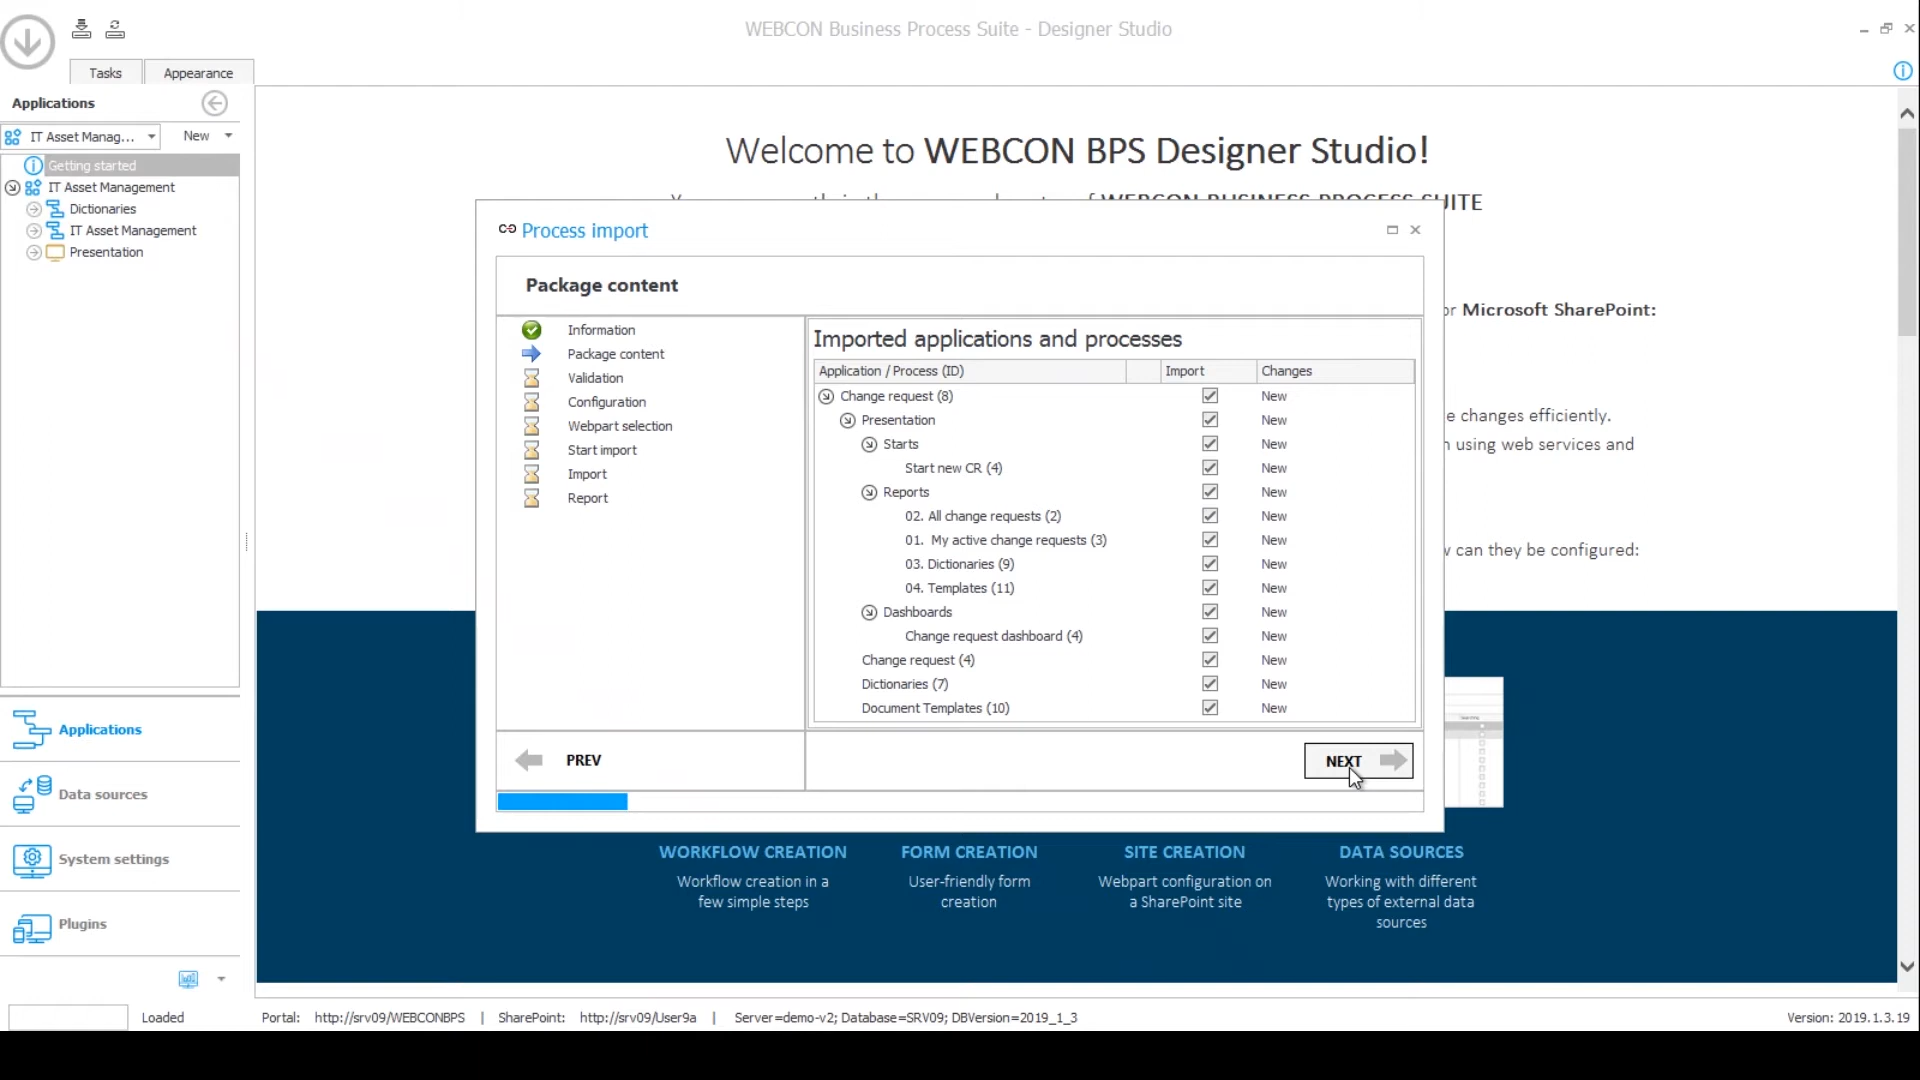 WEBCON Business Process Suite - Designer Studio
Tasks
Appearance
Applications
IT Asset Manag...
New
Getting started
IT Asset Management
Dictionaries
IT Asset Management
Presentation
Applications
Data sources
System settings
Plugins
Welcome to WEBCON BPS Designer Studio!
WEBCON BUSINESS PROCESS SUITE
or Microsoft SharePoint:
e changes efficiently.
using web services and
can they be configured:
Process import
Package content
Information
Package content
Validation
Configuration
Webpart selection
Start import
Import
Report
Imported applications and processes
Application / Process (ID) Import Changes
Change request (8) New
Presentation New
Starts New
Start new CR (4) New
Reports New
02. All change requests (2) New
01. My active change requests (3) New
03. Dictionaries (9) New
04. Templates (11) New
Dashboards New
Change request dashboard (4) New
Change request (4) New
Dictionaries (7) New
Document Templates (10) New
PREV
NEXT
WORKFLOW CREATION
Workflow creation in a
few simple steps
FORM CREATION
User-friendly form
creation
SITE CREATION
Webpart configuration on
a SharePoint site
DATA SOURCES
Working with different
types of external data
sources
Loaded
Portal: http://srv09/WEBCONBPS | SharePoint: http://srv09/User9a | Server=demo-v2; Database=SRV09; DBVersion=2019_1_3
Version: 2019.1.3.19